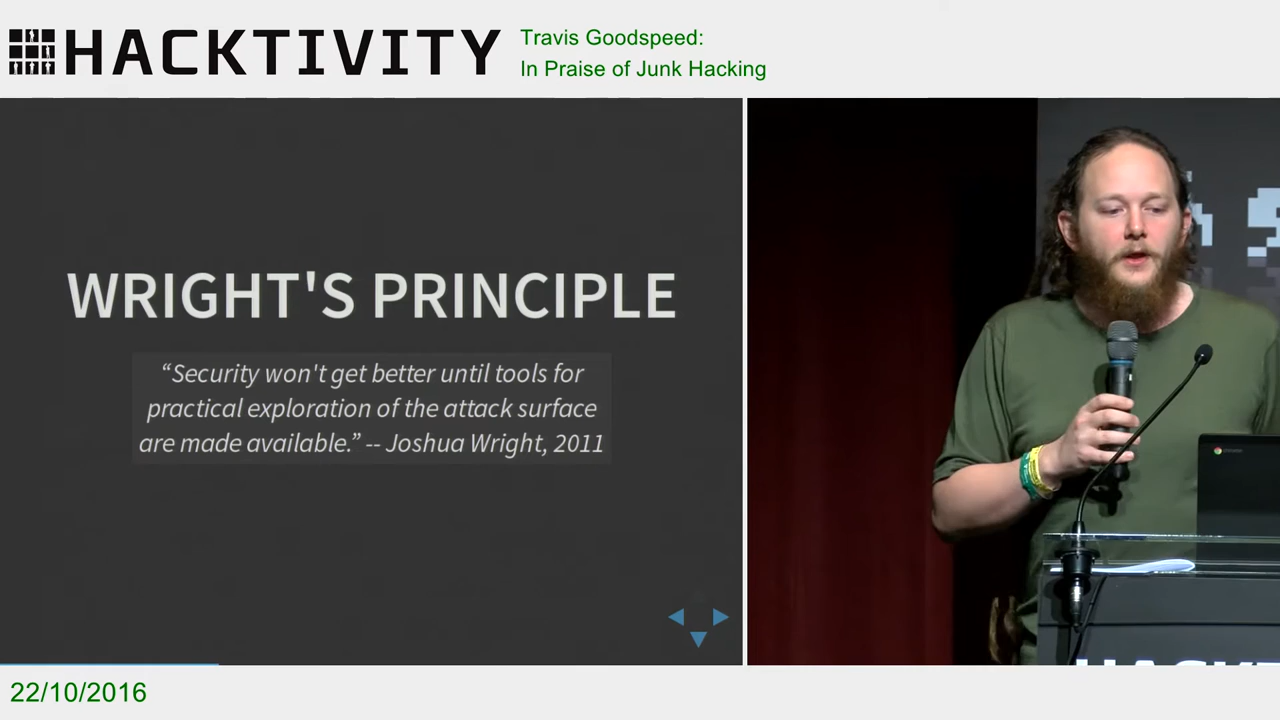 HACKTIVITY
Travis Goodspeed:
In Praise of Junk Hacking
WRIGHT'S PRINCIPLE
“Security won't get better until tools for
practical exploration of the attack surface
are made available.” -- Joshua Wright, 2011
22/10/2016